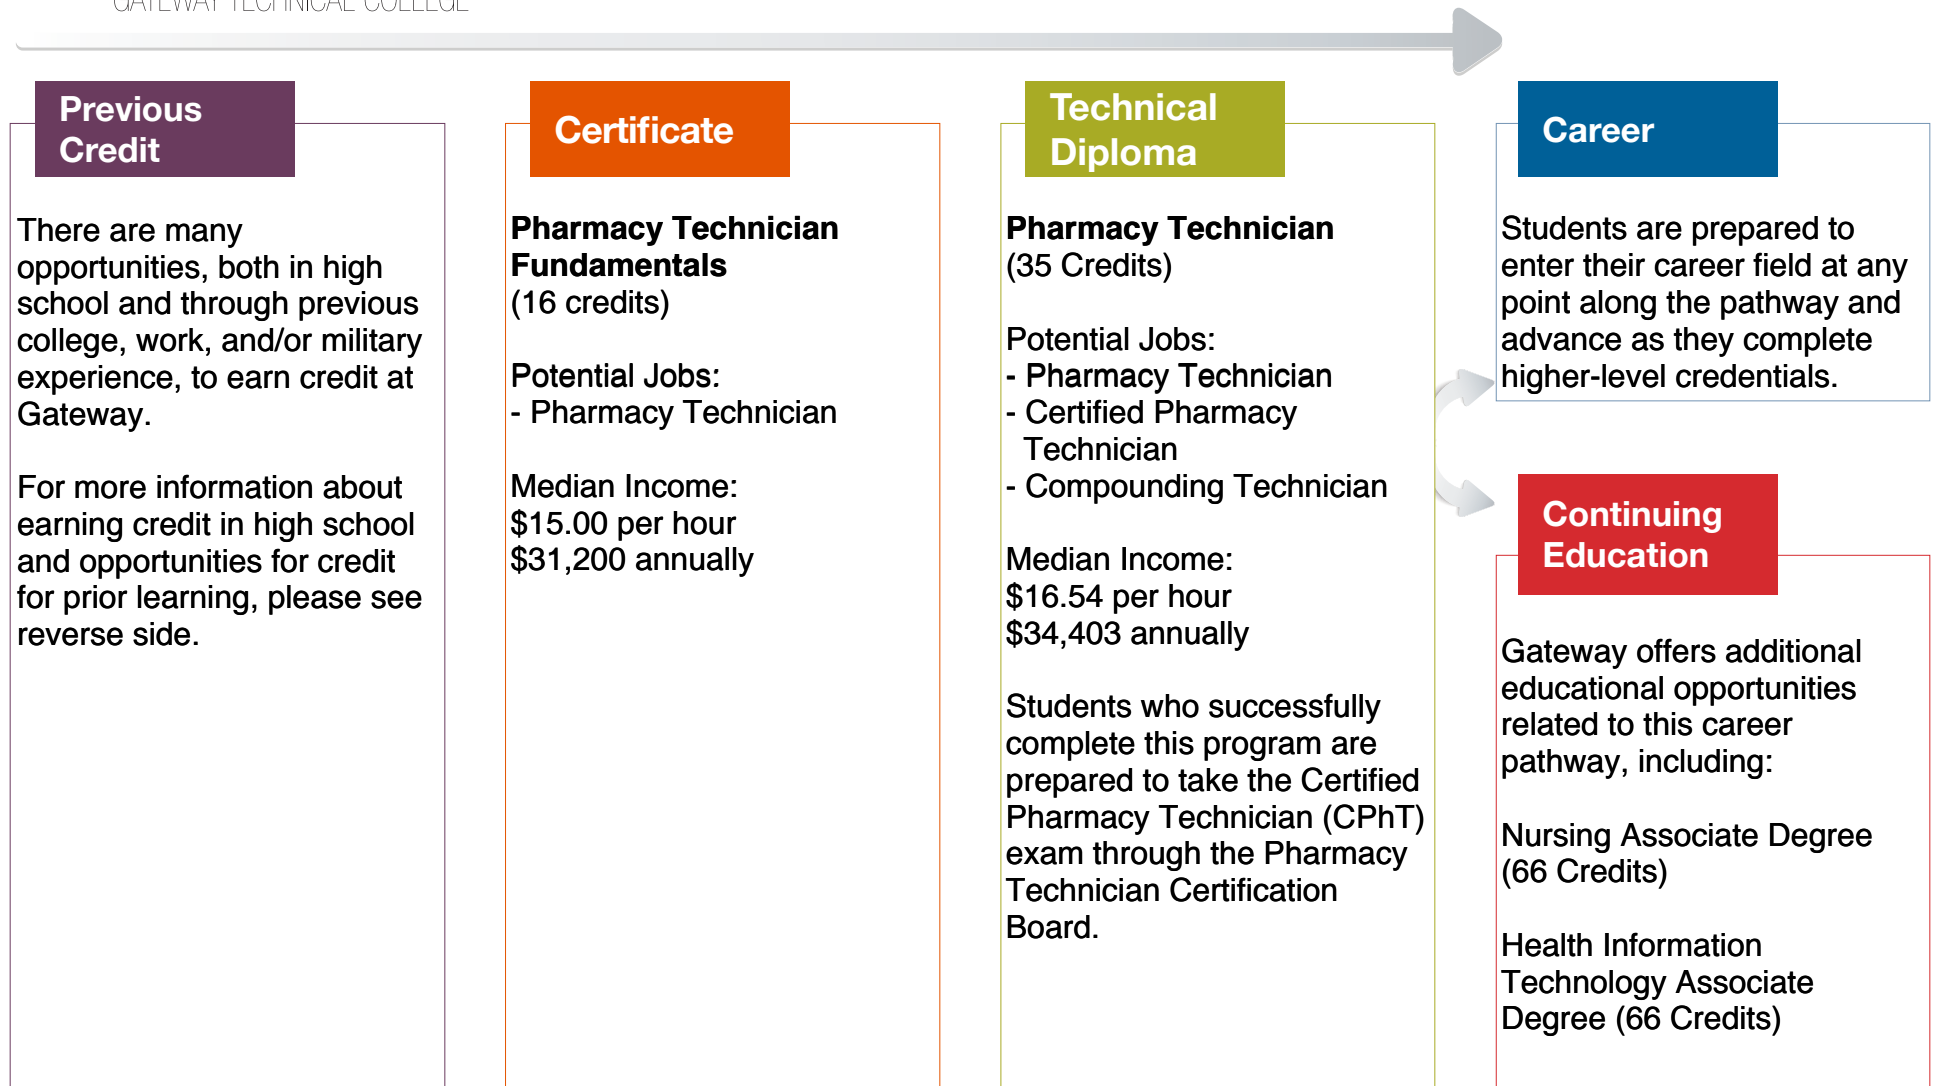 GATEWAY TECHNICAL COLLEGE
Previous
Credit
There are many
opportunities, both in high
school and through previous
college, work, and/or military
experience, to earn credit at
Gateway.
For more information about
earning credit in high school
and opportunities for credit
for prior learning, please see
reverse side.
Certificate
Pharmacy Technician
Fundamentals
(16 credits)
Potential Jobs:
- Pharmacy Technician
Median Income:
$15.00 per hour
$31,200 annually
Technical
Diploma
Pharmacy Technician
(35 Credits)
Potential Jobs:
- Pharmacy Technician
- Certified Pharmacy
Technician
- Compounding Technician
Median Income:
$16.54 per hour
$34,403 annually
Students who successfully
complete this program are
prepared to take the Certified
Pharmacy Technician (CPhT)
exam through the Pharmacy
Technician Certification
Board.
Career
Students are prepared to
enter their career field at any
point along the pathway and
advance as they complete
higher-level credentials.
Continuing
Education
Gateway offers additional
educational opportunities
related to this career
pathway, including:
Nursing Associate Degree
(66 Credits)
Health Information
Technology Associate
Degree (66 Credits)